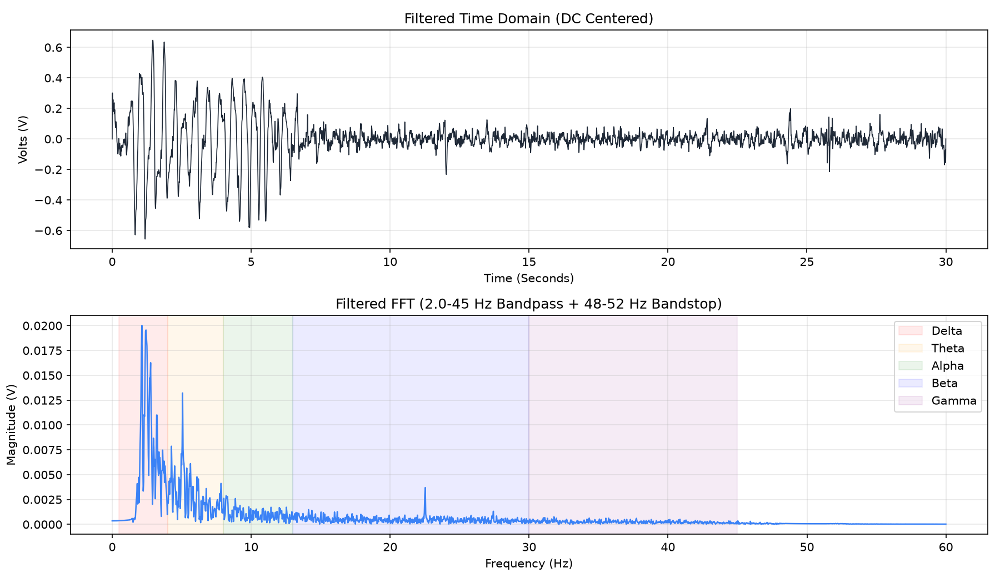 Filtered Time Domain (DC Centered)
Volts (V)
0.6
0.4
0.2
0.0
−0.2
−0.4
−0.6
0 5 10 15 20 25 30
Time (Seconds)
Filtered FFT (2.0-45 Hz Bandpass + 48-52 Hz Bandstop)
Magnitude (V)
0.0200
0.0175
0.0150
0.0125
0.0100
0.0075
0.0050
0.0025
0.0000
Delta
Theta
Alpha
Beta
Gamma
0 10 20 30 40 50 60
Frequency (Hz)